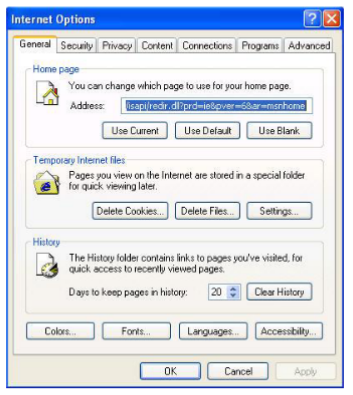 Internet Options
General Security Privacy Content Connections Programs Advanced
Home page
You can change which page to use for your home page.
Address: lisapi/redir.dll?prd=ie&pver=6&ar=msnhome
Use Current Use Default Use Blank
Temporary Internet files
Pages you view on the Internet are stored in a special folder
for quick viewing later.
Delete Cookies... Delete Files... Settings...
History
The History folder contains links to pages you've visited, for
quick access to recently viewed pages.
Days to keep pages in history: 20 Clear History
Colors... Fonts... Languages... Accessibility...
OK Cancel Apply